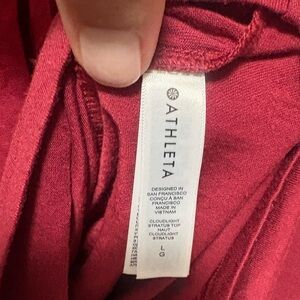 ATHLETA
DESIGNED IN
SAN FRANCISCO
CONÇU À SAN
FRANCISCO
MADE IN
VIETNAM
CLOUDLIGHT
STRATUS TOP
HAUT
CLOUDLIGHT
STRATUS
L
G